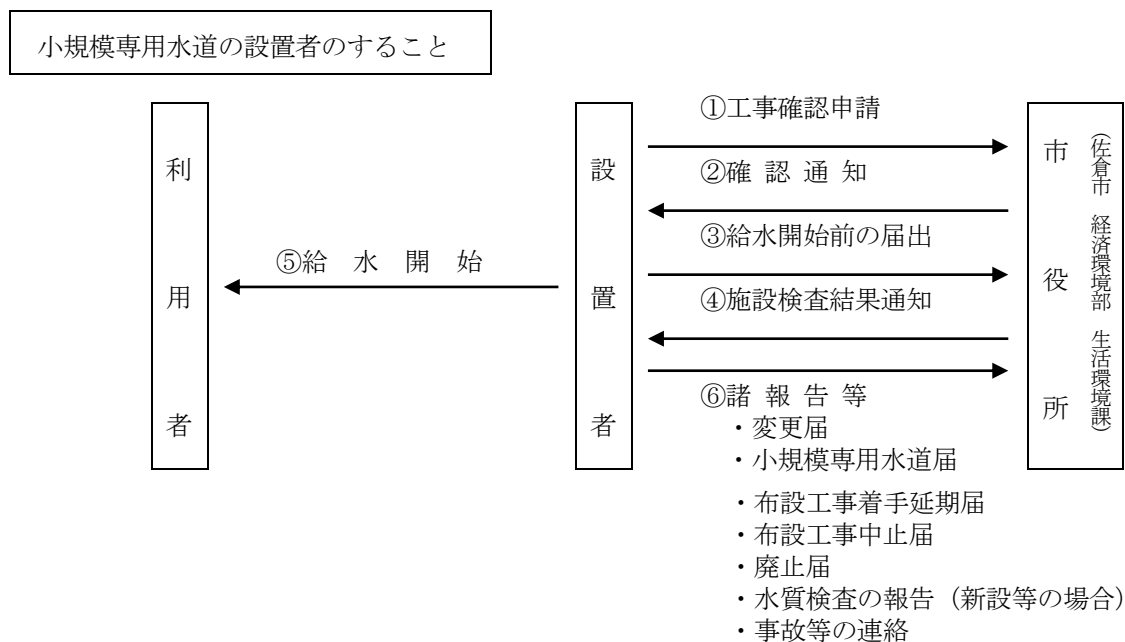 小規模専用水道の設置者のすること
利用者
設置者
市役所
(佐倉市 経済環境部 生活環境課)
①工事確認申請
②確 認 通 知
③給水開始前の届出
④施設検査結果通知
⑤給 水 開 始
⑥諸 報 告 等
・変更届
・小規模専用水道届
・布設工事着手延期届
・布設工事中止届
・廃止届
・水質検査の報告（新設等の場合）
・事故等の連絡